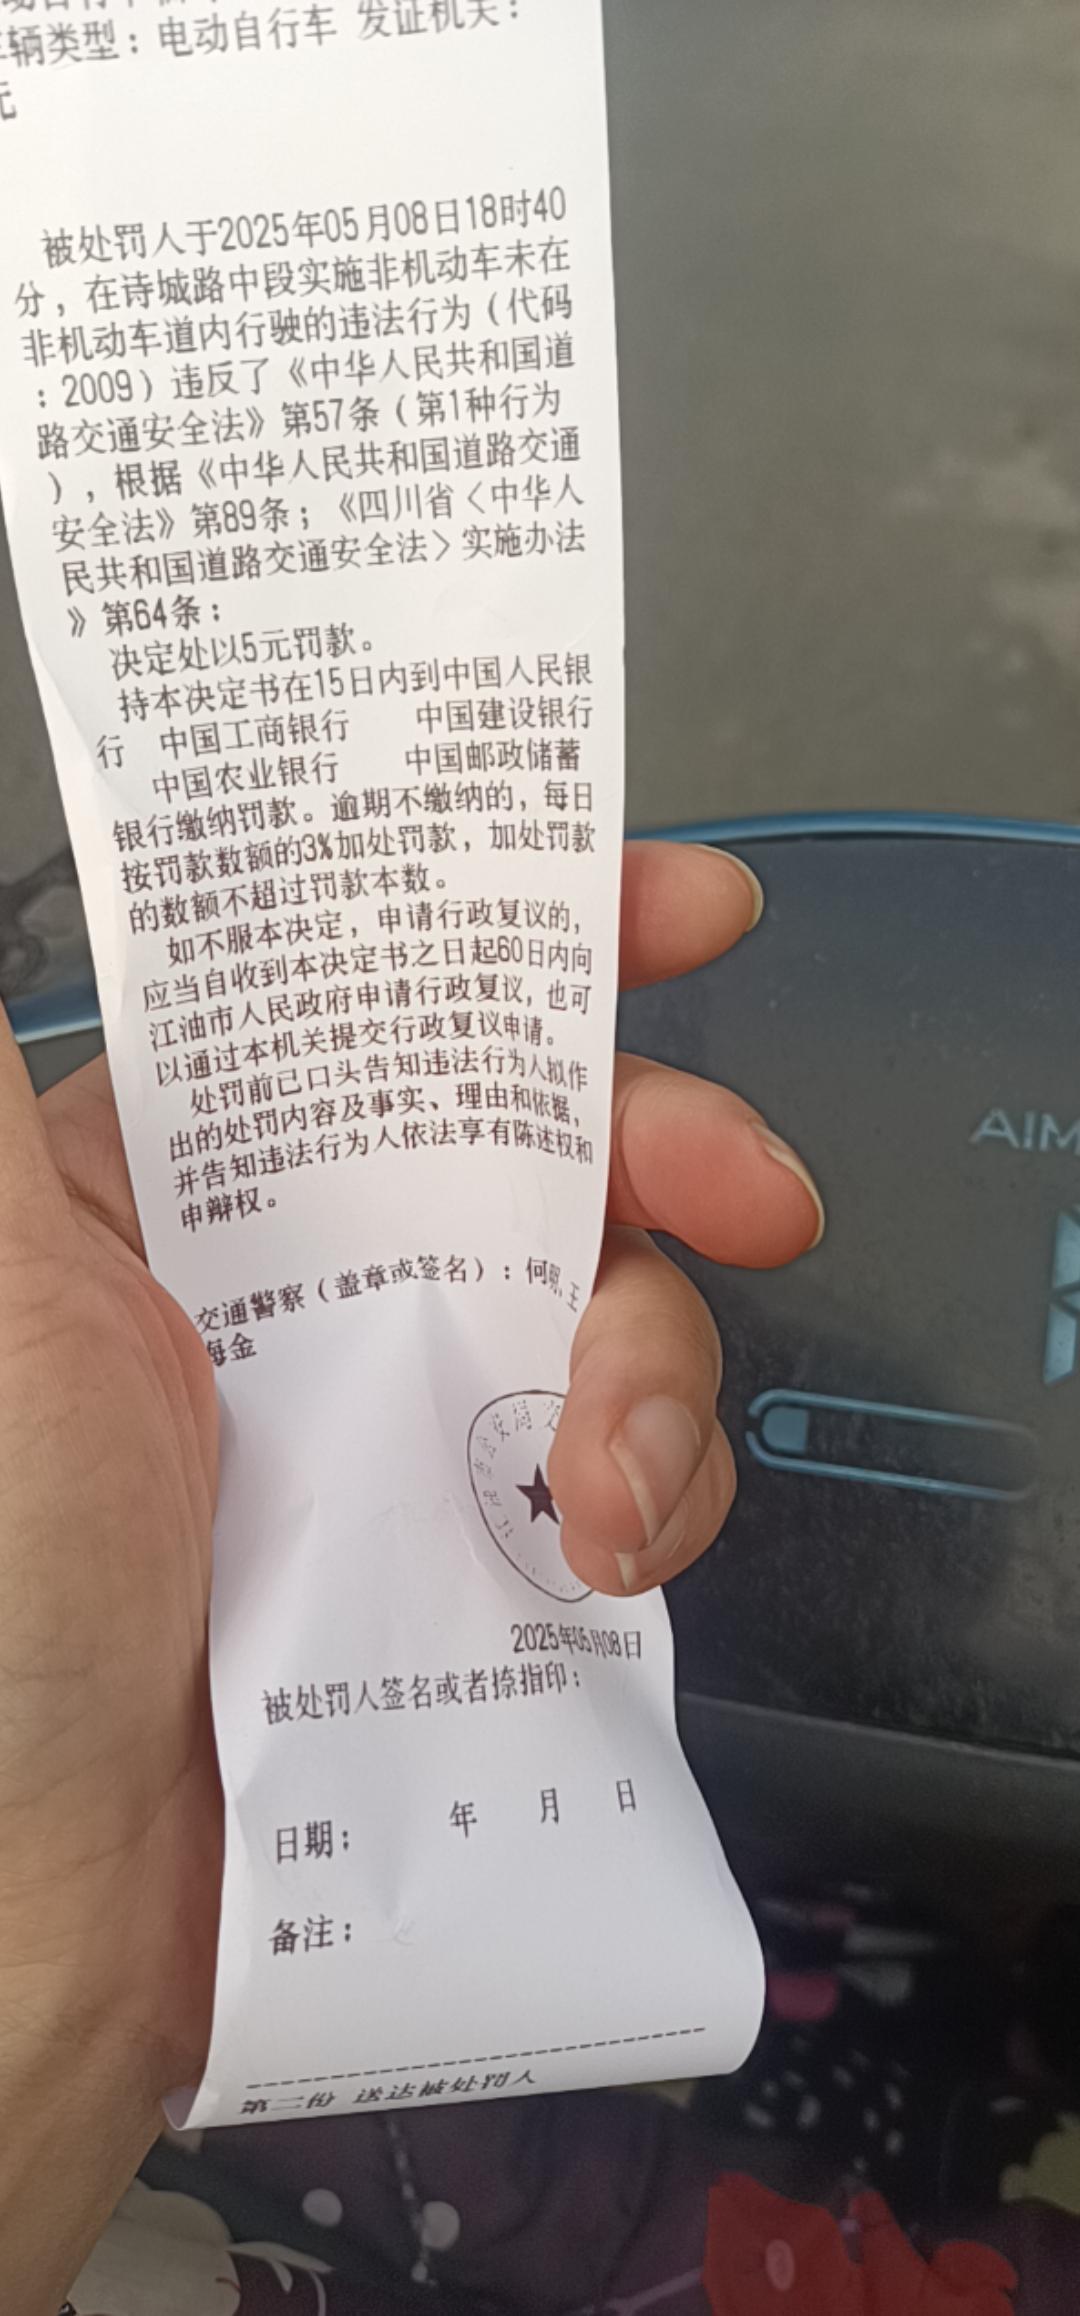 辆类型：电动自行车 发证机关：
元
被处罚人于2025年05月08日18时40
分，在诗城路中段实施非机动车未在
非机动车道内行驶的违法行为（代码
：2009）违反了《中华人民共和国道
路交通安全法》第57条（第1种行为
），根据《中华人民共和国道路交通
安全法》第89条；《四川省〈中华人
民共和国道路交通安全法〉实施办法
》第64条：
决定处以5元罚款。
持本决定书在15日内到中国人民银
行 中国工商银行 中国建设银行
中国农业银行 中国邮政储蓄
银行缴纳罚款。逾期不缴纳的，每日
按罚款数额的3%加处罚款，加处罚款
的数额不超过罚款本数。
如不服本决定，申请行政复议的，
应当自收到本决定书之日起60日内向
江油市人民政府申请行政复议，也可
以通过本机关提交行政复议申请。
处罚前已口头告知违法行为人拟作
出的处罚内容及事实、理由和依据，
并告知违法行为人依法享有陈述权和
申辩权。
交通警察（盖章或签名）：何明、王
海金
江油市公安局交
2025年05月08日
被处罚人签名或者捺指印：
日期： 年 月 日
备注：
第二份 送达被处罚人
AIM